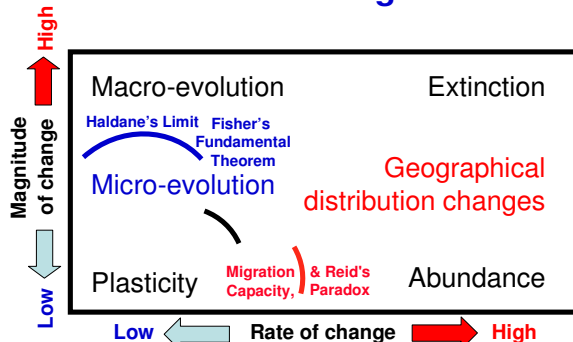 High
Macro-evolution
Extinction
Haldane's Limit
Fisher's
Fundamental
Theorem
Magnitude
of change
Micro-evolution
Geographical
distribution changes
Low
Plasticity
Migration
Capacity,
& Reid's
Paradox
Abundance
Low
Rate of change
High